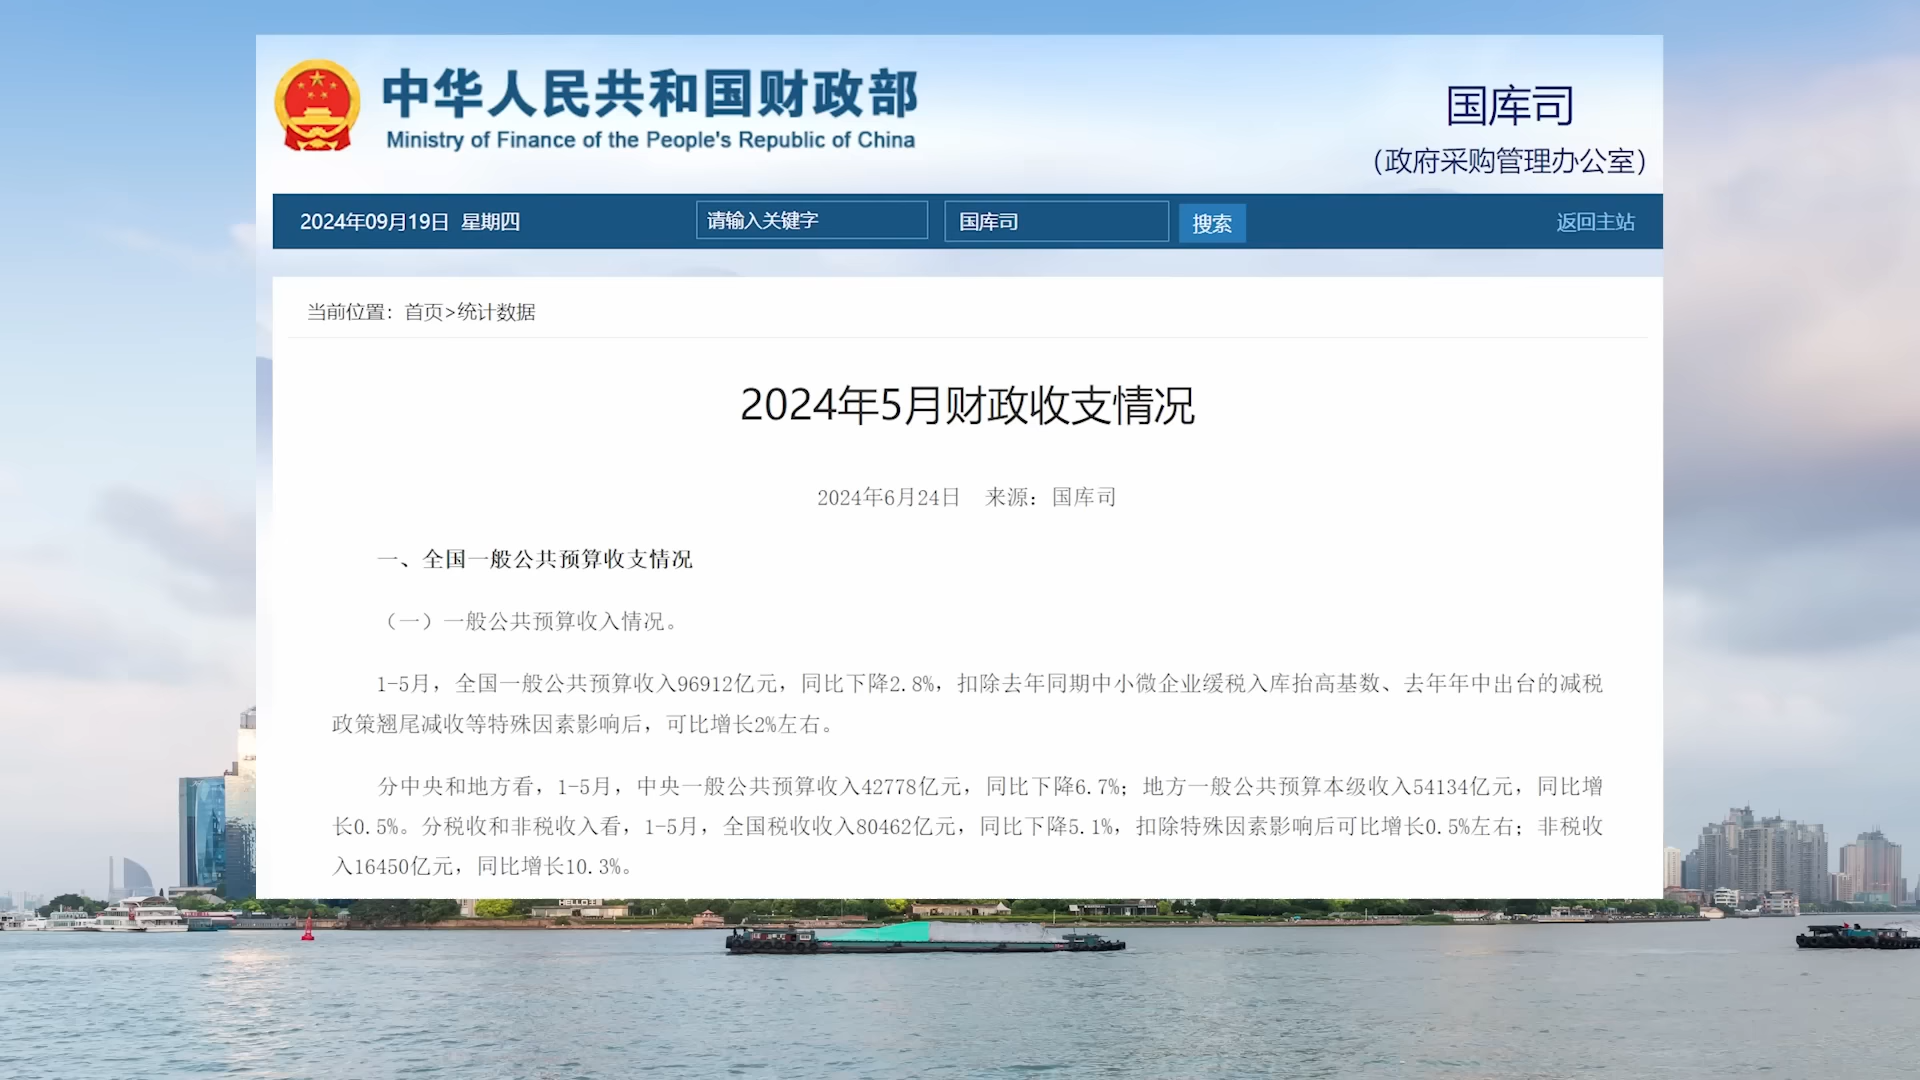 中华人民共和国财政部
Ministry of Finance of the People's Republic of China
国库司
（政府采购管理办公室）
2024年09月19日 星期四
请输入关键字
国库司
搜索
返回主站
当前位置：首页>统计数据
2024年5月财政收支情况
2024年6月24日 来源：国库司
一、全国一般公共预算收支情况
（一）一般公共预算收入情况。
1-5月，全国一般公共预算收入96912亿元，同比下降2.8%，扣除去年同期中小微企业缓税入库抬高基数、去年年中出台的减税
政策翘尾减收等特殊因素影响后，可比增长2%左右。
分中央和地方看，1-5月，中央一般公共预算收入42778亿元，同比下降6.7%；地方一般公共预算本级收入54134亿元，同比增
长0.5%。分税收和非税收入看，1-5月，全国税收收入80462亿元，同比下降5.1%，扣除特殊因素影响后可比增长0.5%左右；非税收
入16450亿元，同比增长10.3%。